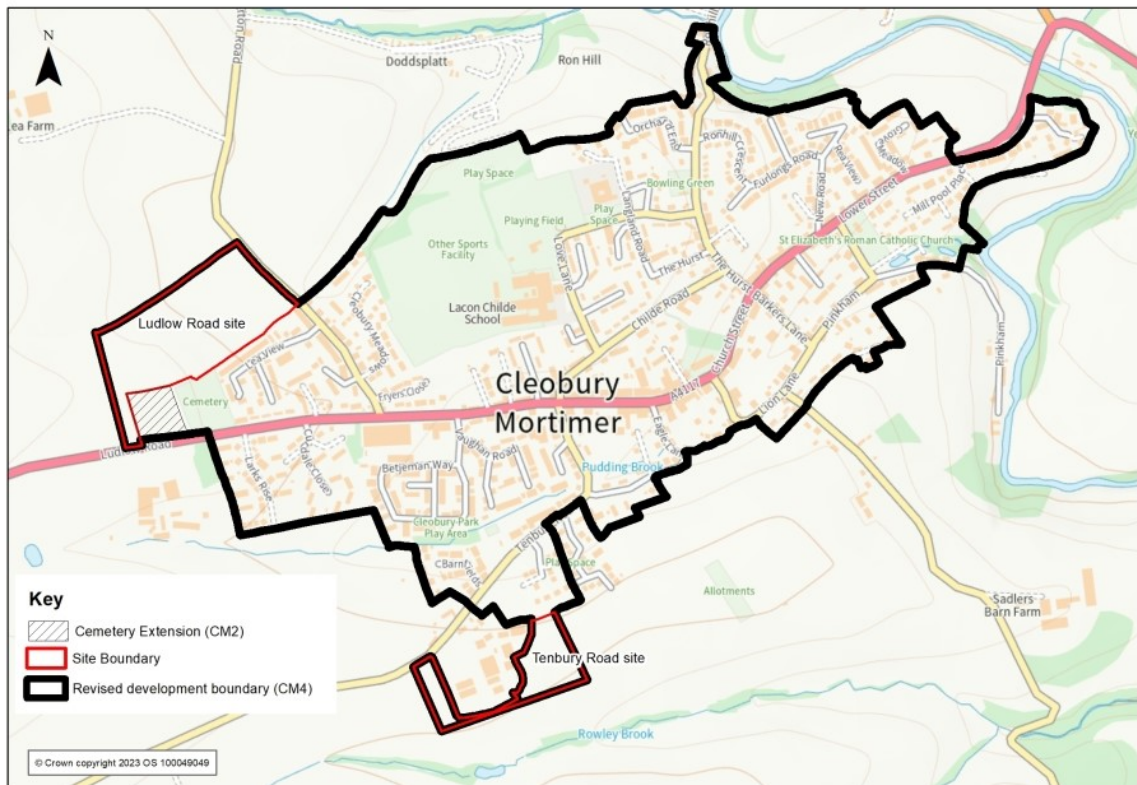 N
Doddsplatt
Ron Hill
Lea Farm
Play Space
Orchard End
Ronhill
Crescent
Furlongs Road
Rea View
Meadow
New Road
Lower Street
Mill Pool Place
Bowling Green
Play
Space
Playing Field
Langland Road
Other Sports
Facility
Love Lane
St Elizabeth's Roman Catholic Church
The Hurst
The Hurst
Barkers Lane
Pinkham
Pinkham
Childe Road
Church Street
Lacon Childe
School
Ludlow Road site
Lea View
Cleobury Meadows
Fryers Close
Cemetery
Cleobury
Mortimer
A4117
Lion Lane
Ludlow Road
Larks Rise
Vaughan Road
Betjeman Way
Pudding Brook
Cleobury Park
Play Area
Play Space
Allotments
Sadlers
Barn Farm
Tenbury Road site
Rowley Brook
Key
Cemetery Extension (CM2)
Site Boundary
Revised development boundary (CM4)
© Crown copyright 2023 OS 100049049